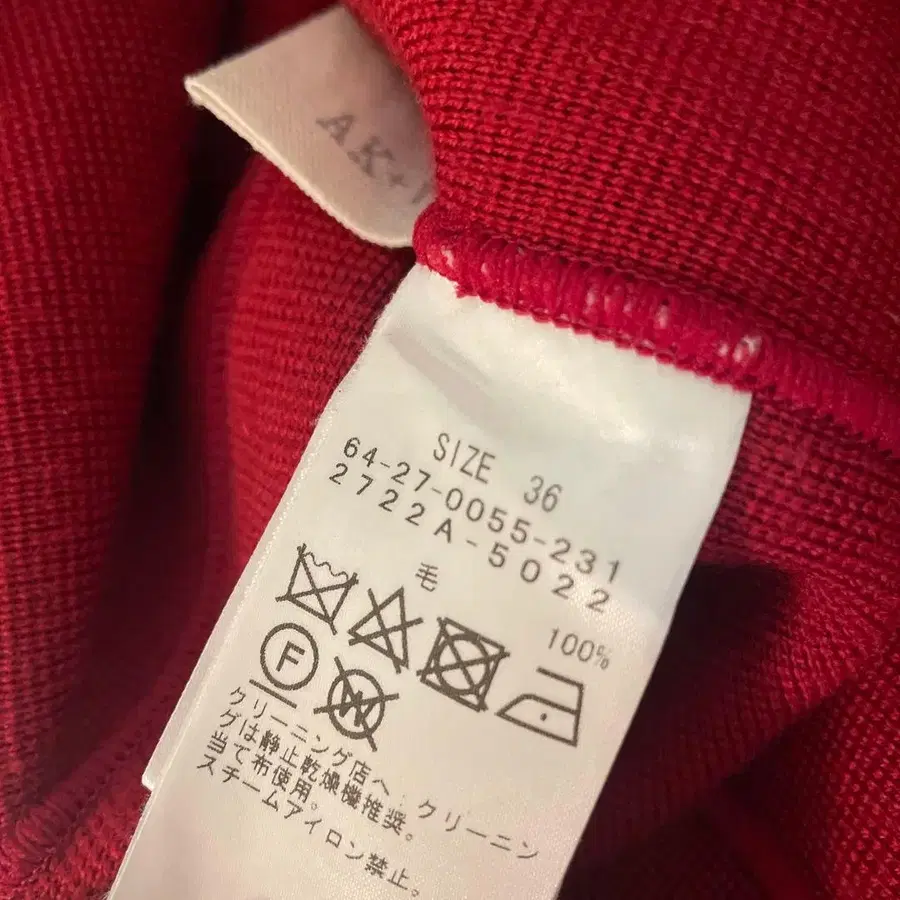 AK+
SIZE 36
64-27-0055-231
2722A-5022
毛 100%
F
W
クリーニング店へ:クリーニン
グは静止乾燥機推奨。
当て布使用。
スチームアイロン禁止。